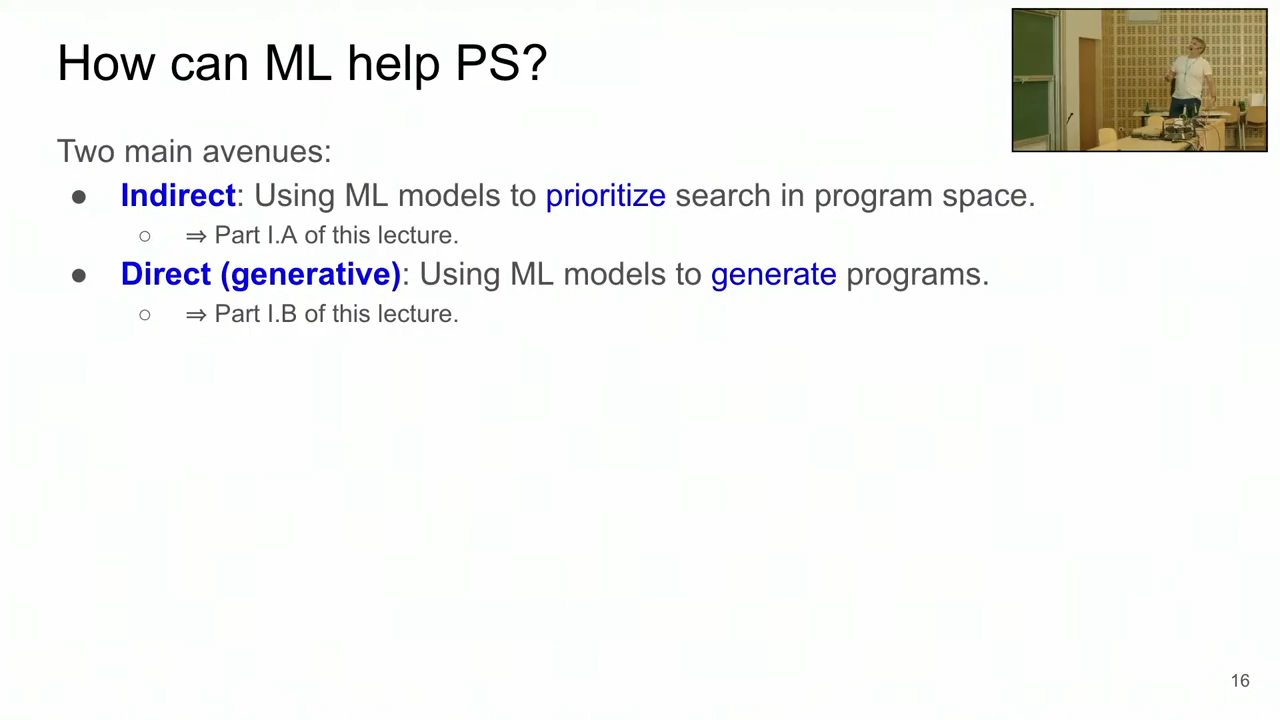 How can ML help PS?
Two main avenues:
● Indirect: Using ML models to prioritize search in program space.
○ ⇒ Part I.A of this lecture.
● Direct (generative): Using ML models to generate programs.
○ ⇒ Part I.B of this lecture.
16